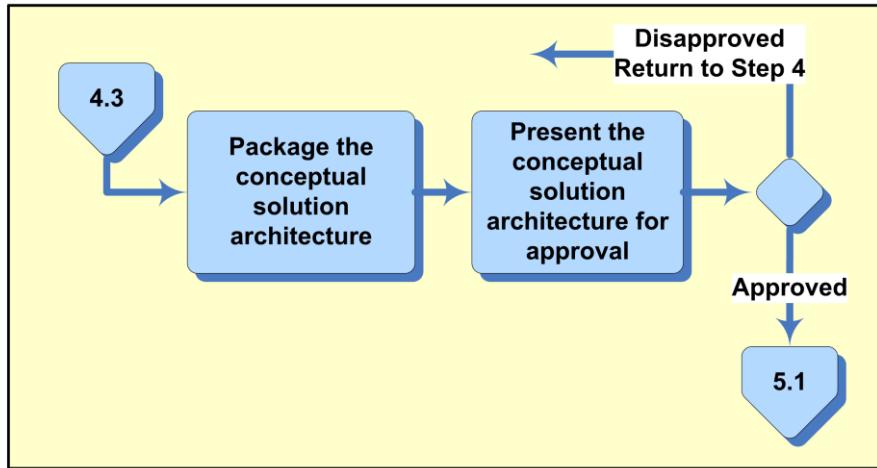 Disapproved
Return to Step 4
4.3
Package the
conceptual
solution
architecture
Present the
conceptual
solution
architecture for
approval
Approved
5.1